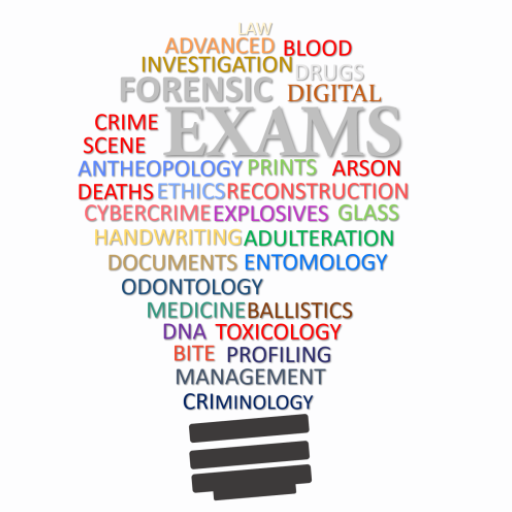 LAW
ADVANCED BLOOD
INVESTIGATION DRUGS
FORENSIC DIGITAL
CRIME EXAMS
SCENE
ANTHEOPOLOGY PRINTS ARSON
DEATHS ETHICS RECONSTRUCTION
CYBERCRIME EXPLOSIVES GLASS
HANDWRITING ADULTERATION
DOCUMENTS ENTOMOLOGY
ODONTOLOGY
MEDICINE BALLISTICS
DNA TOXICOLOGY
BITE PROFILING
MANAGEMENT
CRIMINOLOGY